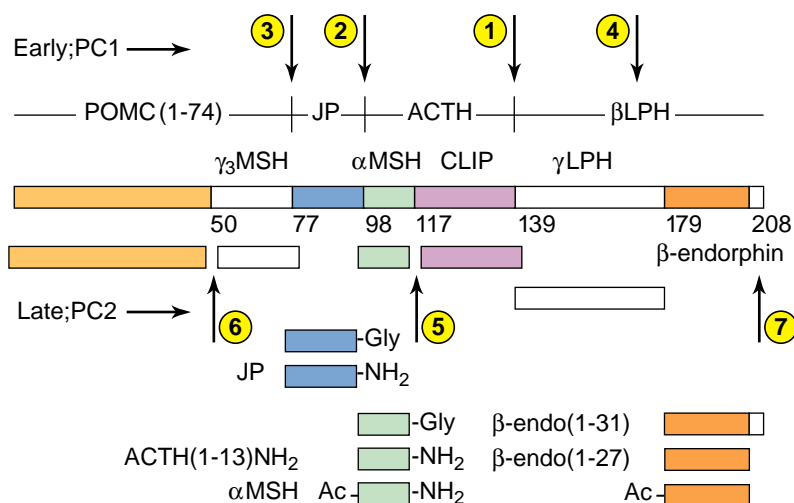 3 2 1 4
Early;PC1
POMC (1-74) JP ACTH βLPH
γ₃MSH αMSH CLIP γLPH
50 77 98 117 139 179 208
β-endorphin
Late;PC2
6 5 7
-Gly
JP -NH₂
-Gly β-endo(1-31)
ACTH(1-13)NH₂ -NH₂ β-endo(1-27)
αMSH Ac- -NH₂ Ac-